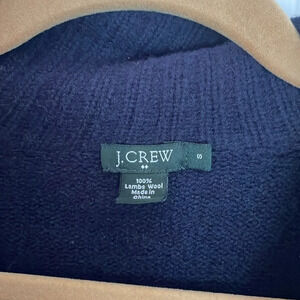 J.CREW
S
100%
Lambs Wool
Made in
China